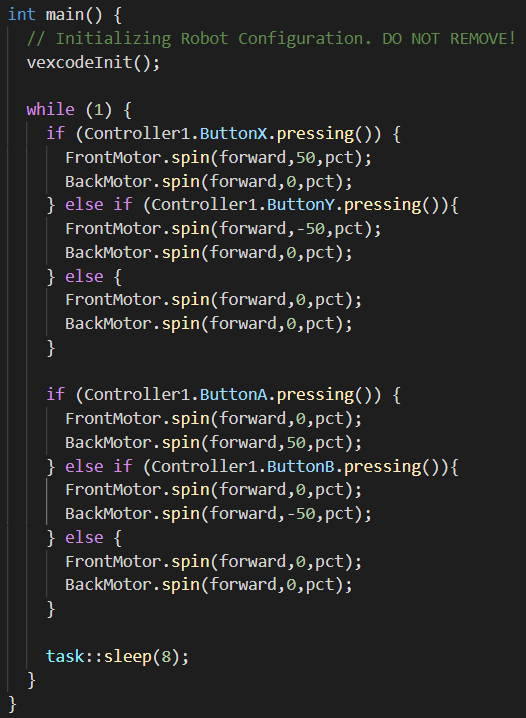 int main() {
  // Initializing Robot Configuration. DO NOT REMOVE!
  vexcodeInit();

  while (1) {
    if (Controller1.ButtonX.pressing()) {
      FrontMotor.spin(forward,50,pct);
      BackMotor.spin(forward,0,pct);
    } else if (Controller1.ButtonY.pressing()){
      FrontMotor.spin(forward,-50,pct);
      BackMotor.spin(forward,0,pct);
    } else {
      FrontMotor.spin(forward,0,pct);
      BackMotor.spin(forward,0,pct);
    }

    if (Controller1.ButtonA.pressing()) {
      FrontMotor.spin(forward,0,pct);
      BackMotor.spin(forward,50,pct);
    } else if (Controller1.ButtonB.pressing()){
      FrontMotor.spin(forward,0,pct);
      BackMotor.spin(forward,-50,pct);
    } else {
      FrontMotor.spin(forward,0,pct);
      BackMotor.spin(forward,0,pct);
    }

    task::sleep(8);
  }
}